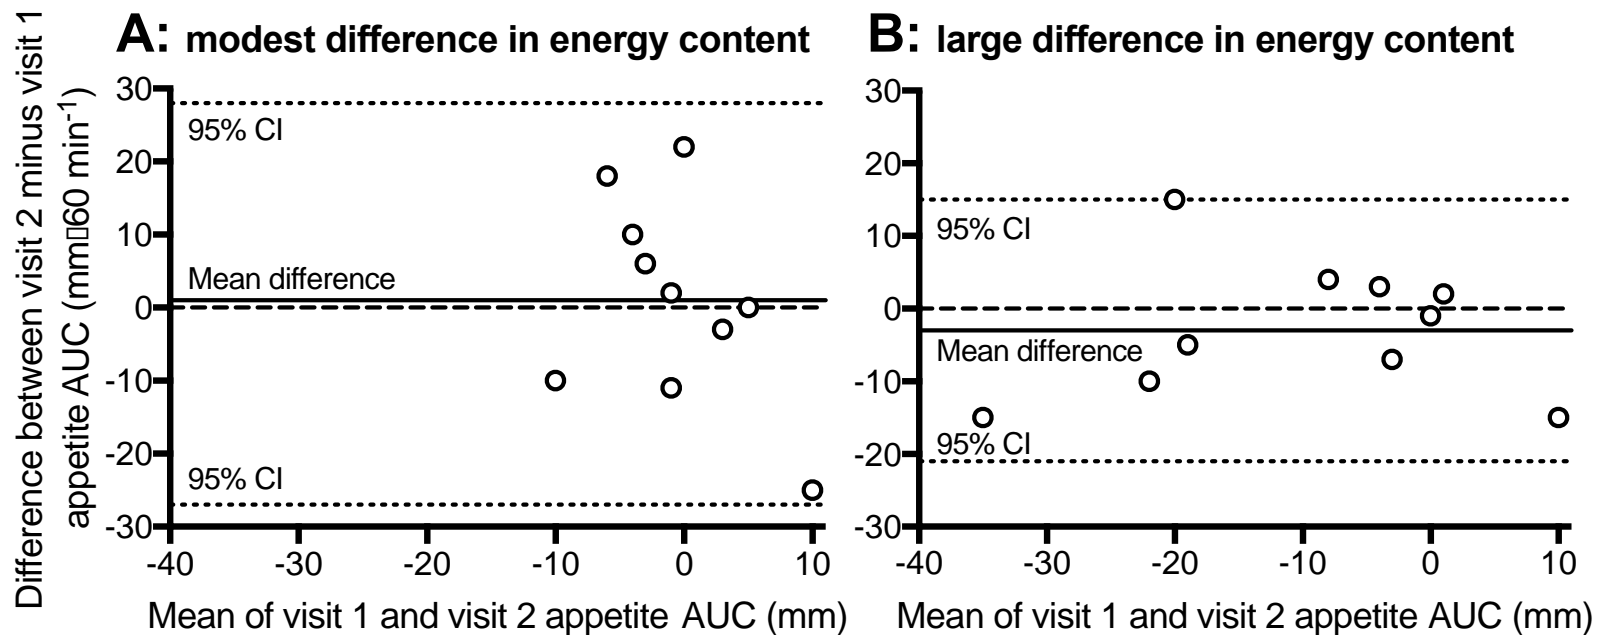 A: modest difference in energy content
Difference between visit 2 minus visit 1
appetite AUC (mm▯60 min-1)
30
20
10
0
-10
-20
-30
95% CI
Mean difference
95% CI
-40
-30
-20
-10
0
10
Mean of visit 1 and visit 2 appetite AUC (mm)
B: large difference in energy content
30
20
10
0
-10
-20
-30
95% CI
Mean difference
95% CI
-40
-30
-20
-10
0
10
Mean of visit 1 and visit 2 appetite AUC (mm)